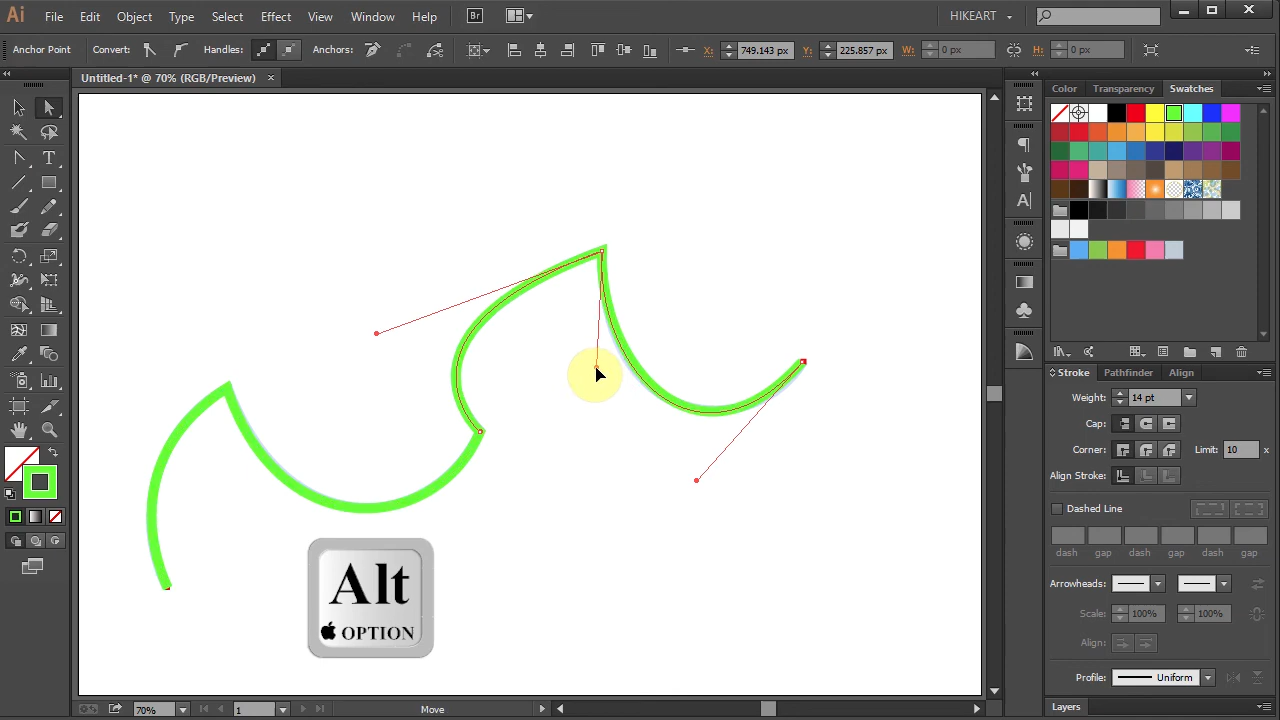 Ai File Edit Object Type Select Effect View Window Help Br HIKEART
Anchor Point Convert: Handles: Anchors: X: 749.143 px Y: 225.857 px W: 0 px H: 0 px
Untitled-1* @ 70% (RGB/Preview)
Color Transparency Swatches
Stroke Pathfinder Align
Weight: 14 pt
Cap:
Corner: Limit: 10 x
Align Stroke:
Dashed Line
dash gap dash gap dash gap
Arrowheads:
Scale: 100% 100%
Align:
Profile: Uniform
Layers
Alt
OPTION
70% 1 Move